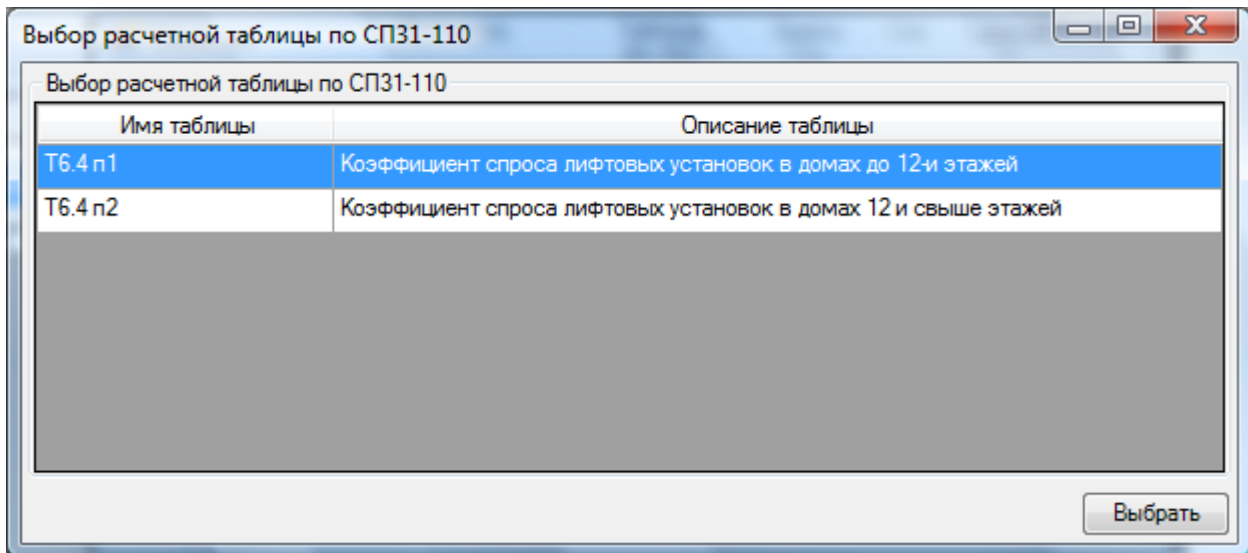 Выбор расчетной таблицы по СП31-110
Выбор расчетной таблицы по СП31-110
Имя таблицы Описание таблицы
Т6.4 п1 Коэффициент спроса лифтовых установок в домах до 12-и этажей
Т6.4 п2 Коэффициент спроса лифтовых установок в домах 12 и свыше этажей
Выбрать